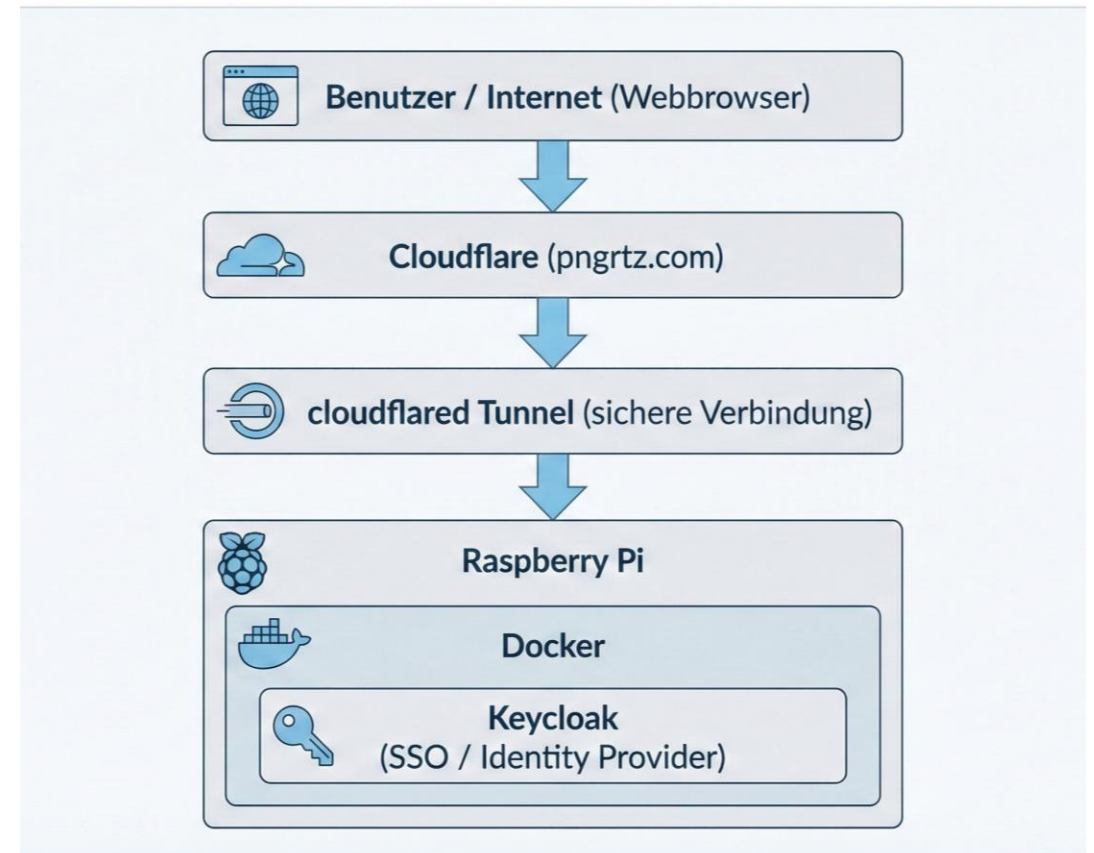 Benutzer / Internet (Webbrowser)
Cloudflare (pngrtz.com)
cloudflared Tunnel (sichere Verbindung)
Raspberry Pi
Docker
Keycloak
(SSO / Identity Provider)